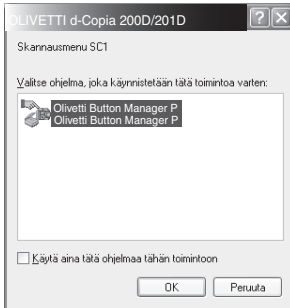 OLIVETTI d-Copia 200D/201D
Skannausmenu SC1
Valitse ohjelma, joka käynnistetään tätä toimintoa varten:
Olivetti Button Manager P
Olivetti Button Manager P
Käytä aina tätä ohjelmaa tähän toimintoon
OK Peruuta